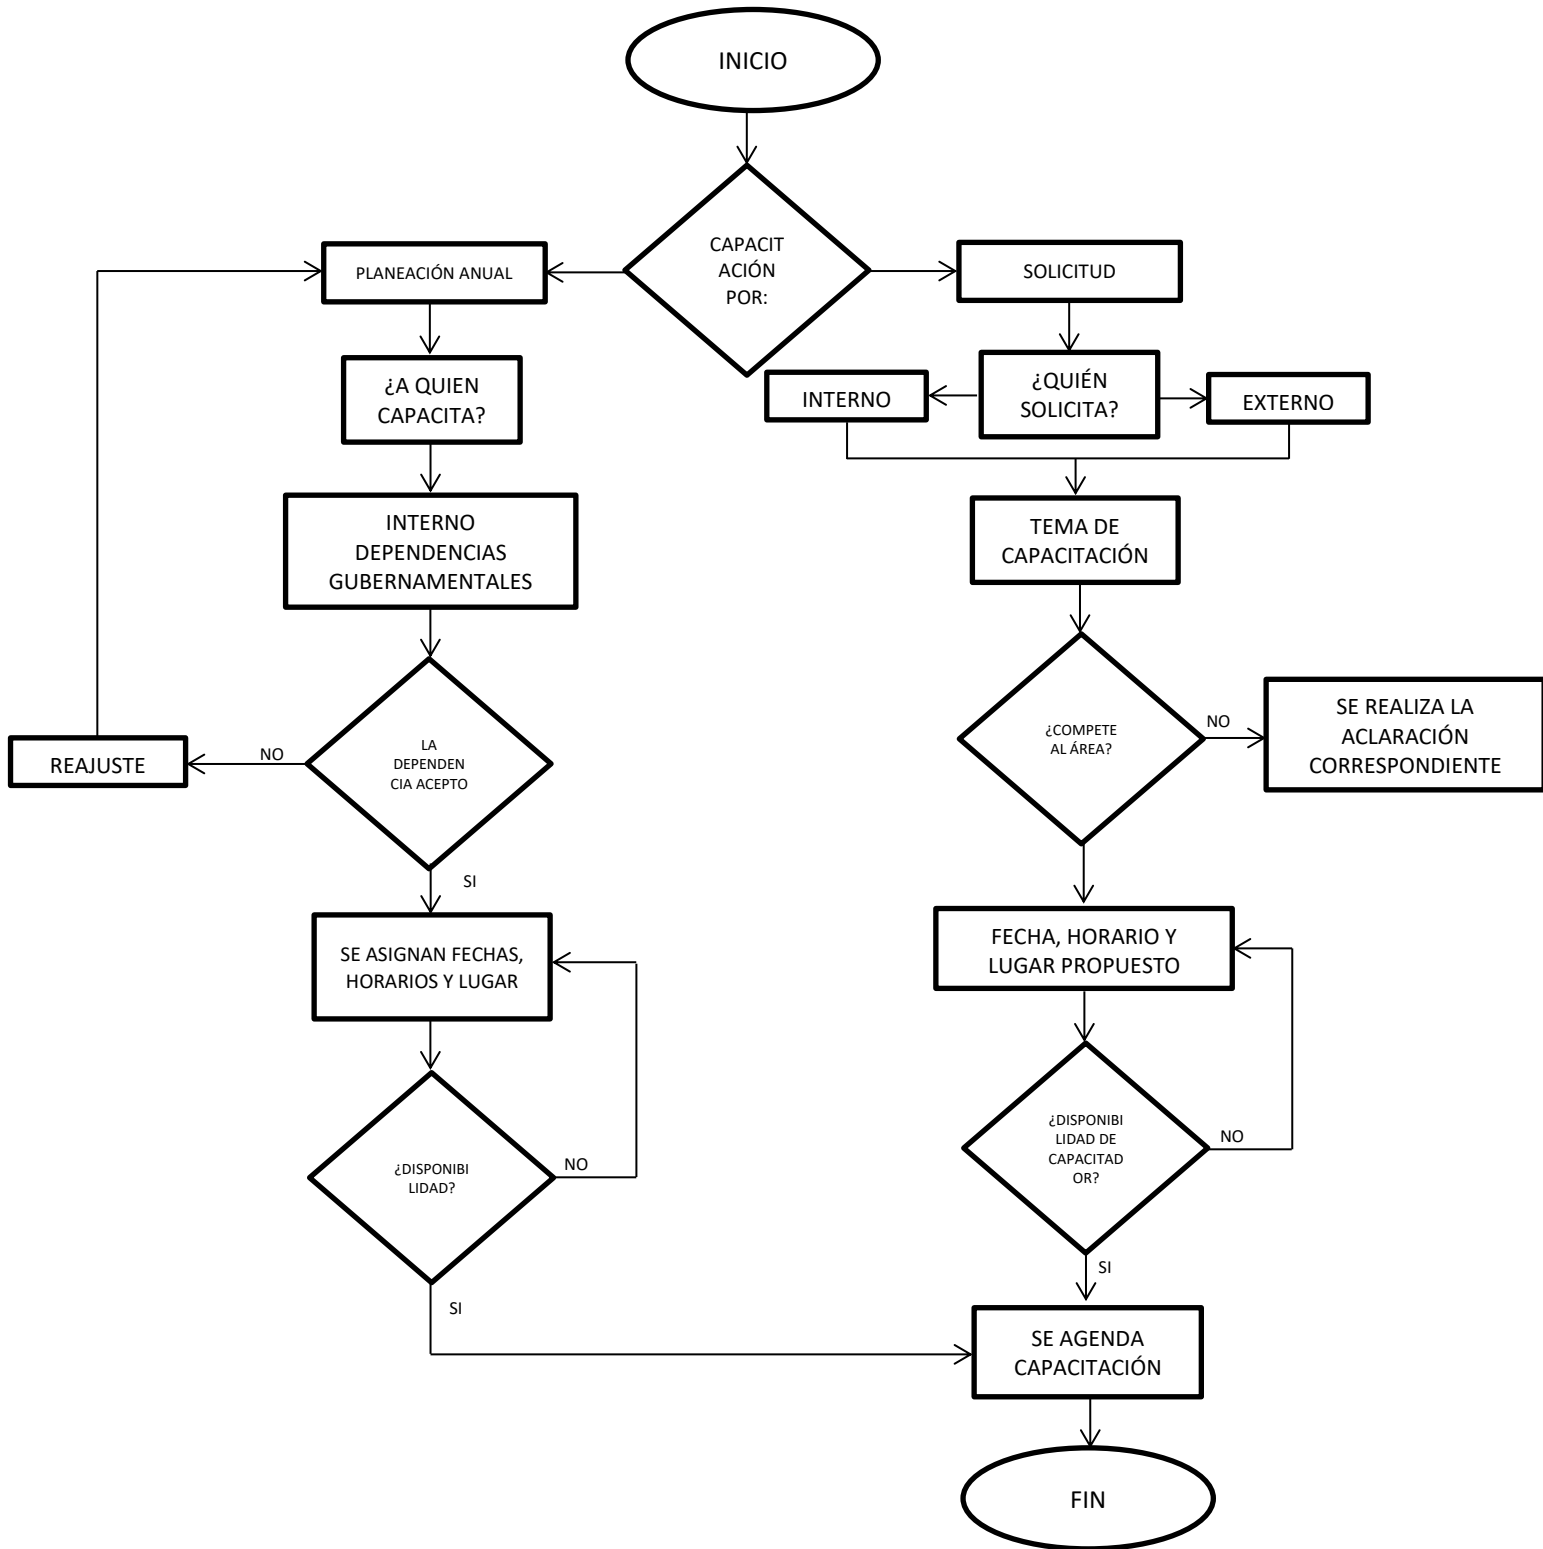 INICIO
CAPACIT
ACIÓN
POR:
PLANEACIÓN ANUAL
SOLICITUD
¿A QUIEN
CAPACITA?
¿QUIÉN
SOLICITA?
INTERNO
EXTERNO
INTERNO
DEPENDENCIAS
GUBERNAMENTALES
TEMA DE
CAPACITACIÓN
LA
DEPENDEN
CIA ACEPTO
NO
REAJUSTE
¿COMPETE
AL ÁREA?
NO
SE REALIZA LA
ACLARACIÓN
CORRESPONDIENTE
SI
SE ASIGNAN FECHAS,
HORARIOS Y LUGAR
FECHA, HORARIO Y
LUGAR PROPUESTO
¿DISPONIBI
LIDAD?
NO
¿DISPONIBI
LIDAD DE
CAPACITAD
OR?
NO
SI
SI
SE AGENDA
CAPACITACIÓN
FIN